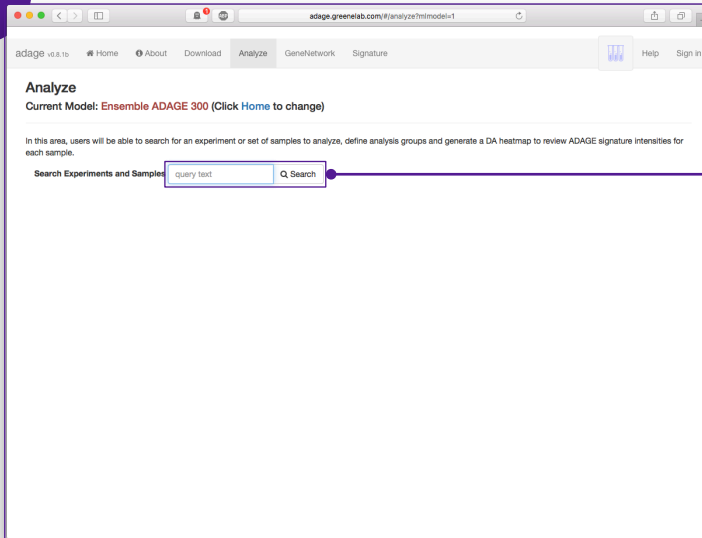 1 ABP adage.greenelab.com/#/analyze?mlmodel=1
adage v0.8.1b Home About Download Analyze GeneNetwork Signature Help Sign in
Analyze
Current Model: Ensemble ADAGE 300 (Click Home to change)
In this area, users will be able to search for an experiment or set of samples to analyze, define analysis groups and generate a DA heatmap to review ADAGE signature intensities for
each sample.
Search Experiments and Samples query text Search